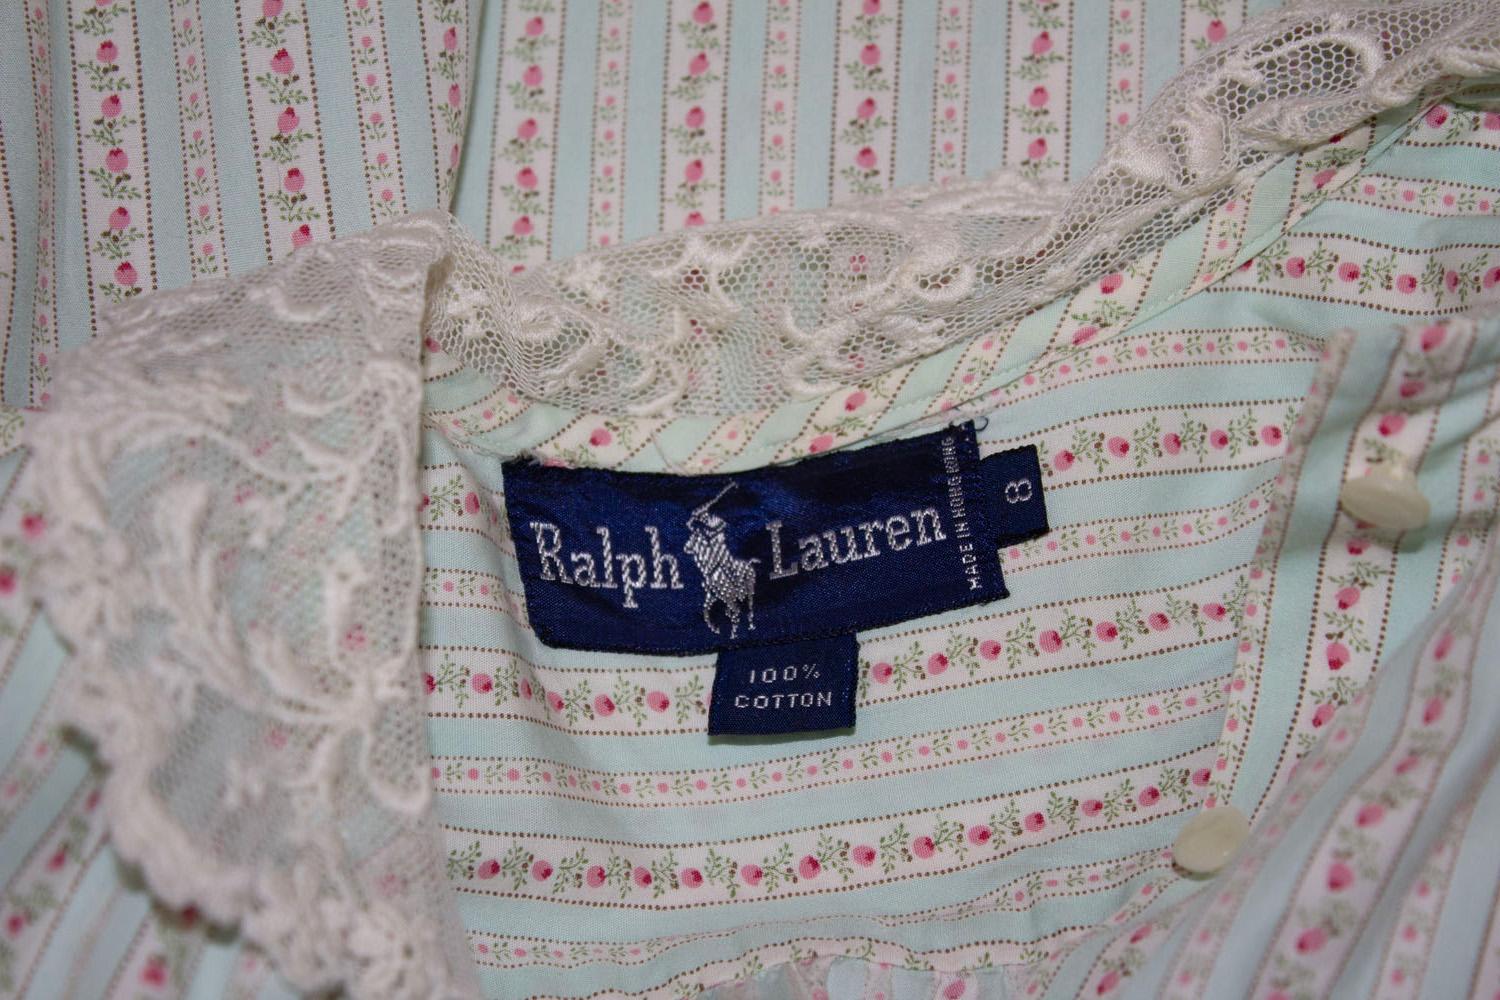 Ralph Lauren
MADE IN HONG KONG
8
100%
COTTON